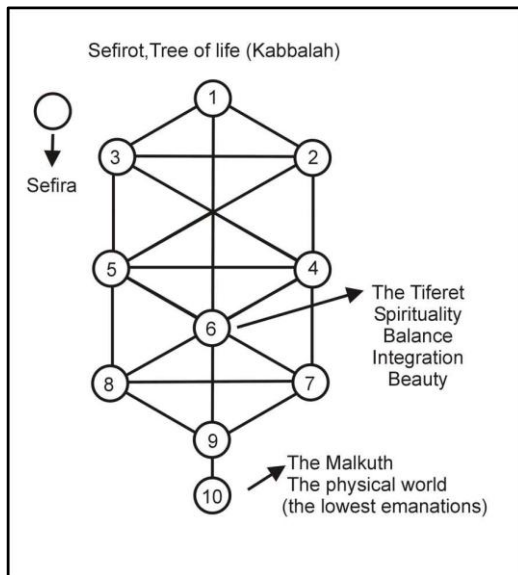 Sefirot,Tree of life (Kabbalah)
1
3
2
Sefira
5
4
The Tiferet
Spirituality
Balance
Integration
Beauty
6
8
7
9
The Malkuth
The physical world
(the lowest emanations)
10